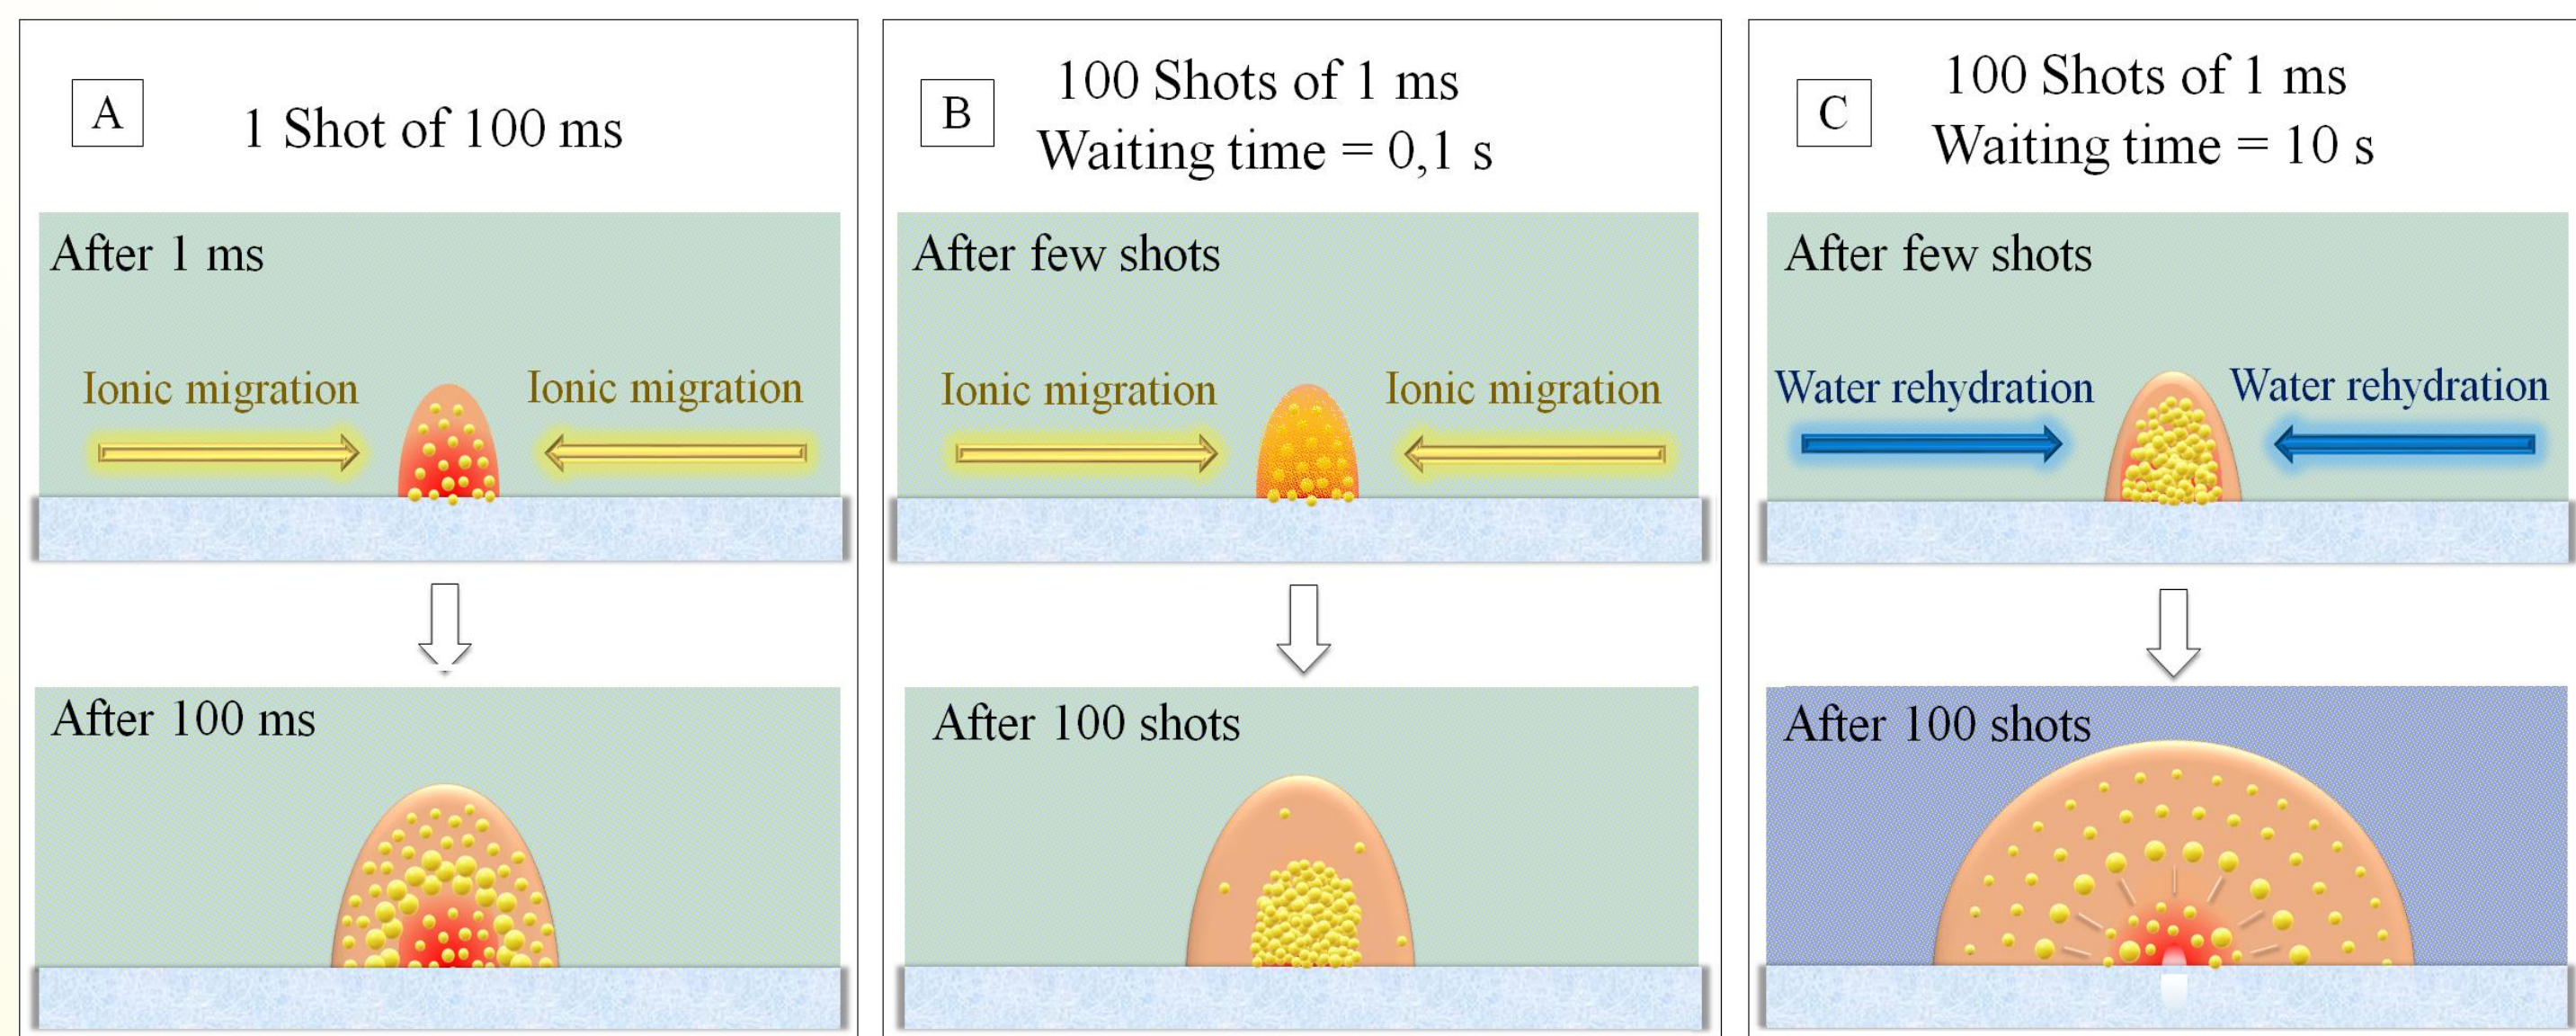 A
1 Shot of 100 ms
After 1 ms
Ionic migration
Ionic migration
After 100 ms
B
100 Shots of 1 ms
Waiting time = 0,1 s
After few shots
Ionic migration
Ionic migration
After 100 shots
C
100 Shots of 1 ms
Waiting time = 10 s
After few shots
Water rehydration
Water rehydration
After 100 shots